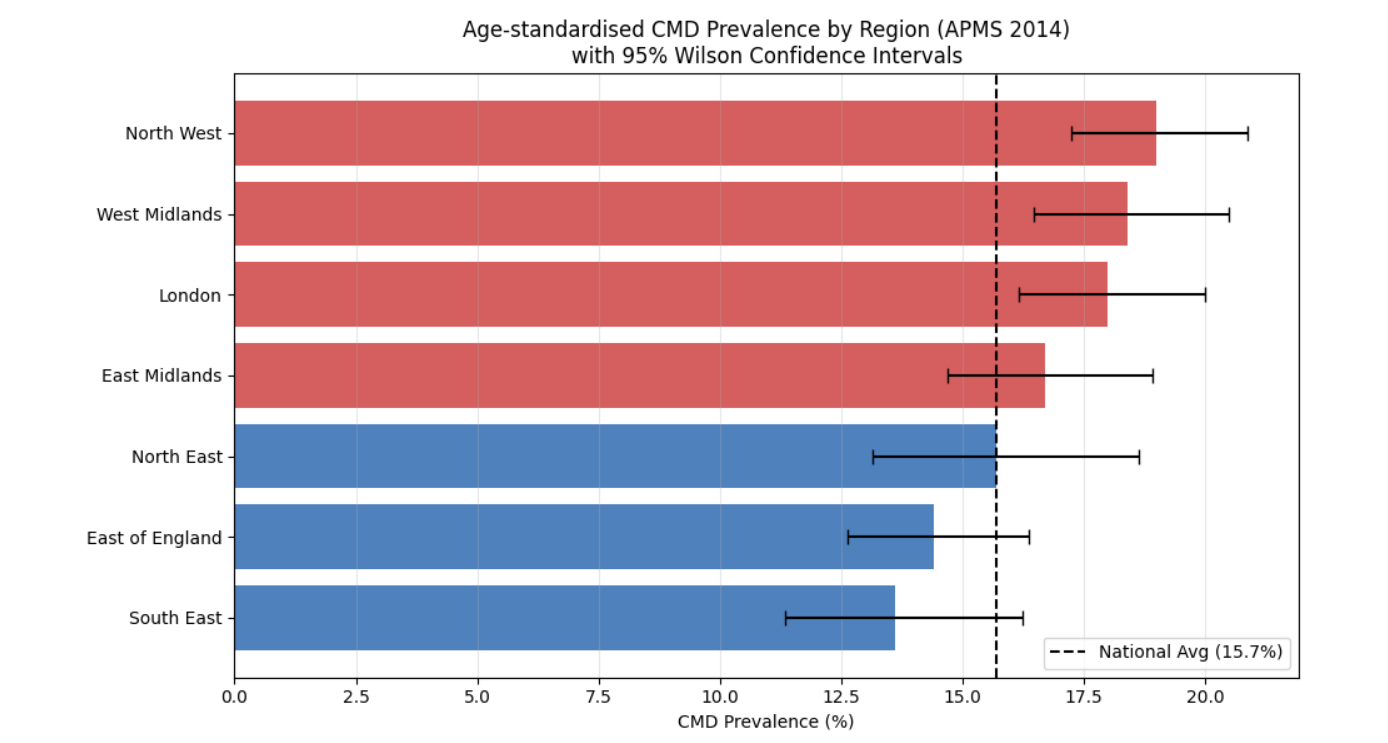 Age-standardised CMD Prevalence by Region (APMS 2014)
with 95% Wilson Confidence Intervals
North West
West Midlands
London
East Midlands
North East
East of England
South East
National Avg (15.7%)
0.0 2.5 5.0 7.5 10.0 12.5 15.0 17.5 20.0
CMD Prevalence (%)